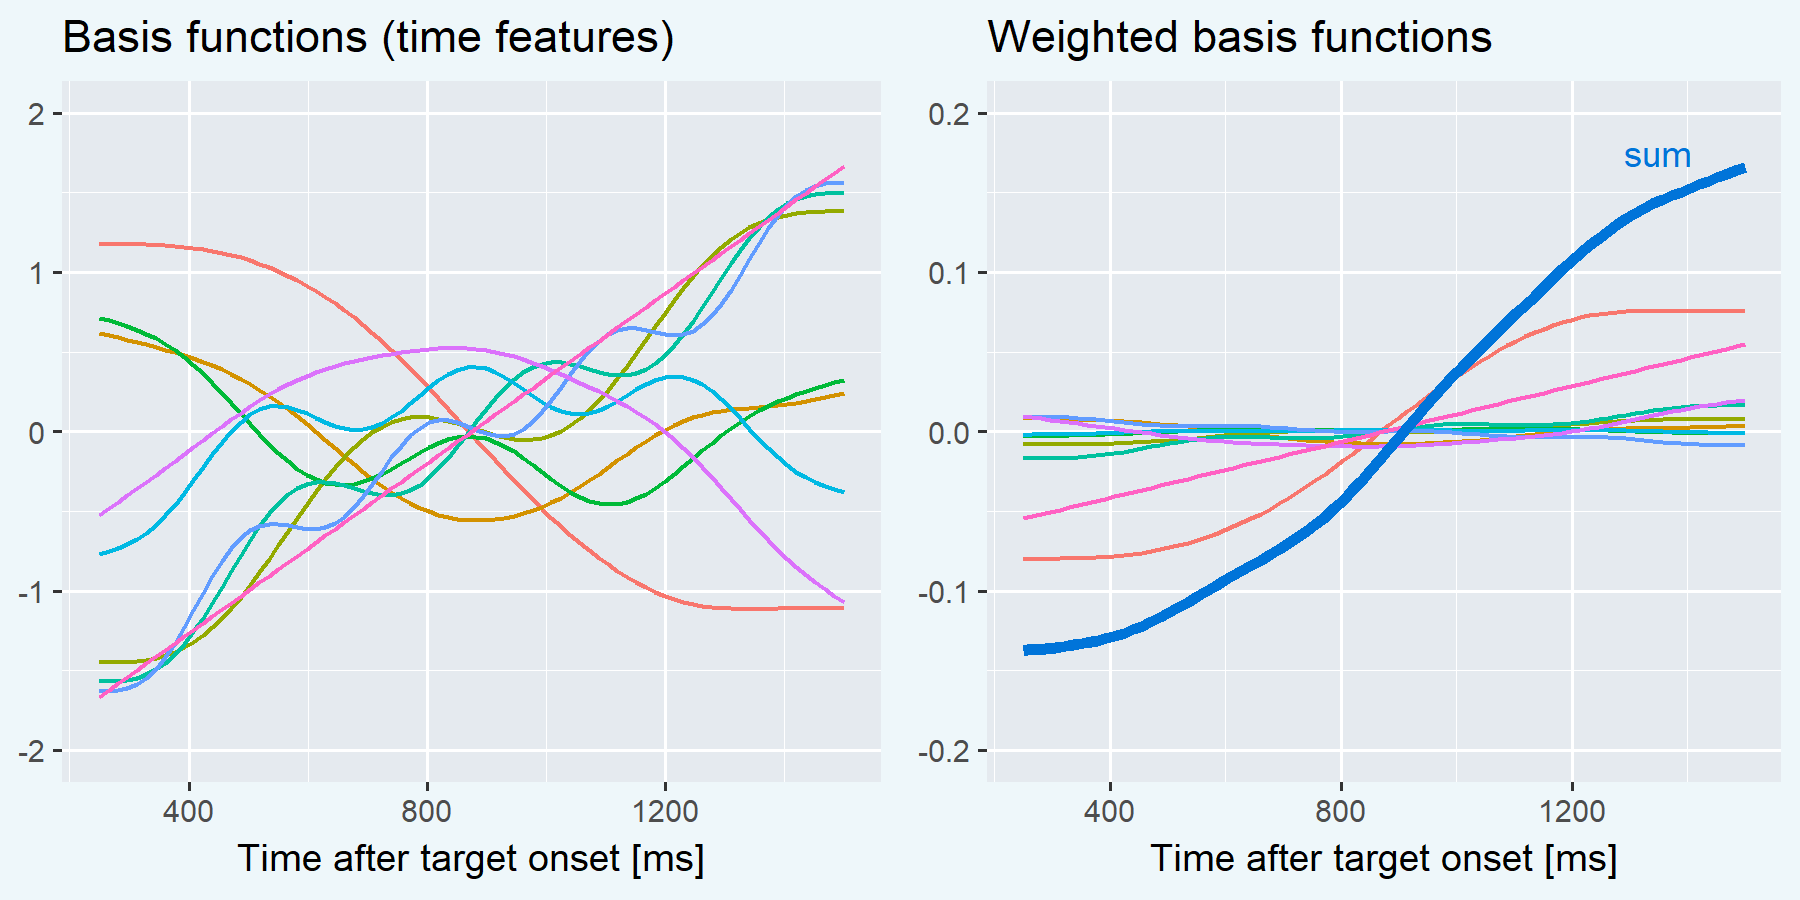 Basis functions (time features)
2
1
0
-1
-2
400 800 1200
Time after target onset [ms]
Weighted basis functions
sum
0.2
0.1
0.0
-0.1
-0.2
400 800 1200
Time after target onset [ms]